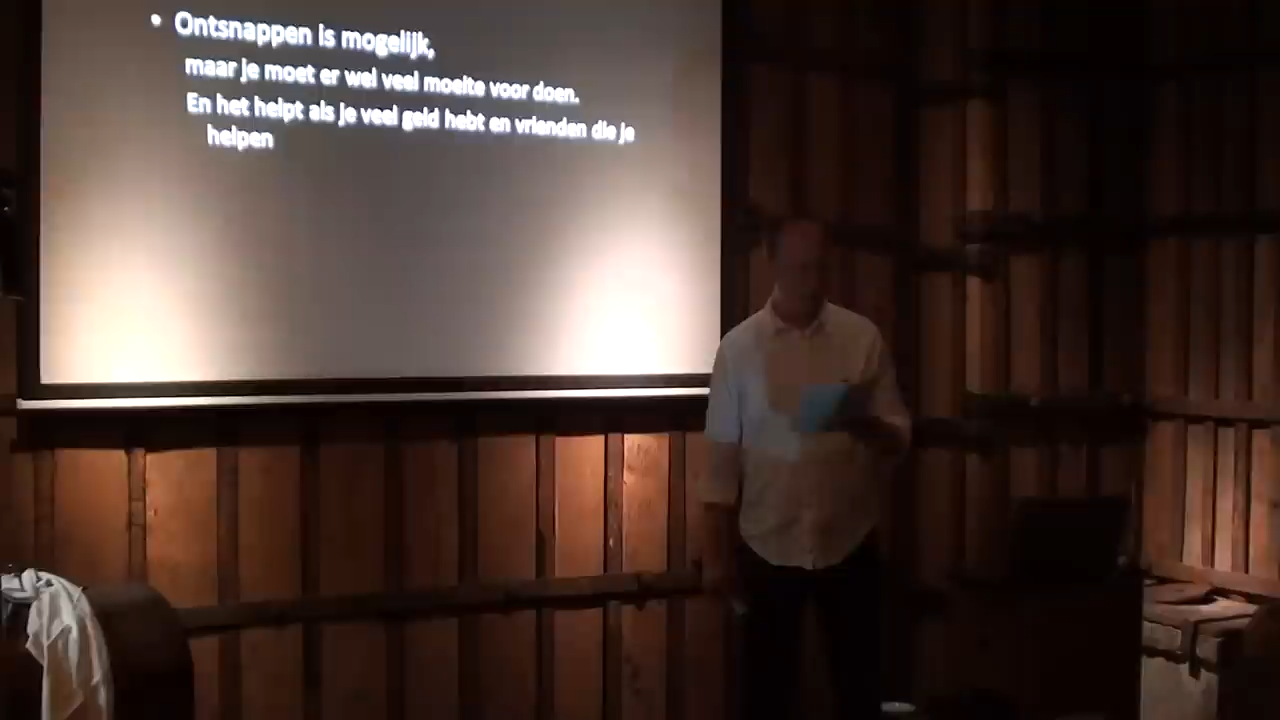 • Ontsnappen is mogelijk,
maar je moet er wel veel moeite voor doen.
En het helpt als je veel geld hebt en vrienden die je
helpen